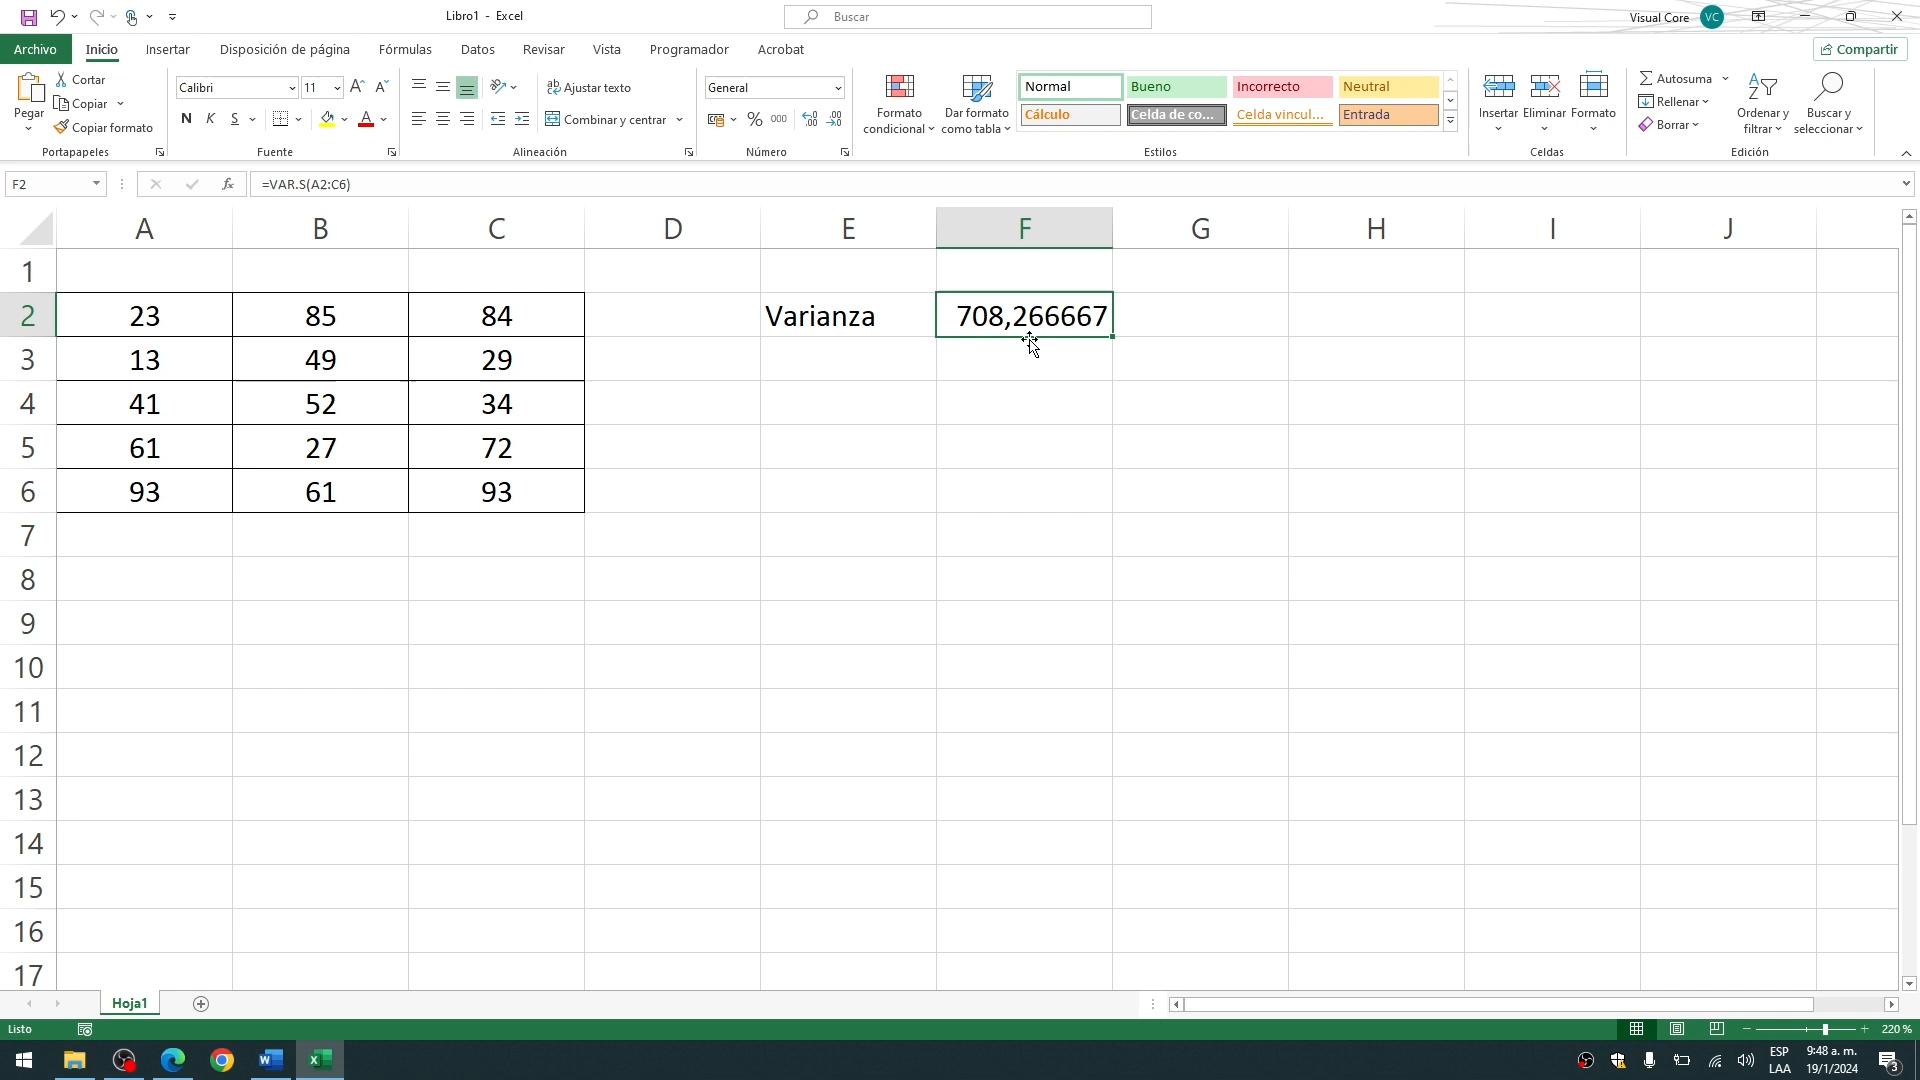 Libro1 - Excel
Buscar
Visual Core
VC
Archivo
Inicio
Insertar
Disposición de página
Fórmulas
Datos
Revisar
Vista
Programador
Acrobat
Compartir
Pegar
Cortar
Copiar
Copiar formato
Portapapeles
Calibri
11
N K S
Fuente
Ajustar texto
Combinar y centrar
Alineación
General
% 000
Número
Formato
condicional
Dar formato
como tabla
Normal
Bueno
Incorrecto
Neutral
Cálculo
Celda de co...
Celda vincul...
Entrada
Estilos
Insertar
Eliminar
Formato
Celdas
Autosuma
Rellenar
Borrar
Ordenar y
filtrar
Buscar y
seleccionar
Edición
F2
fx
=VAR.S(A2:C6)
A B C D E F G H I J
1
2 23 85 84 Varianza 708,266667
3 13 49 29
4 41 52 34
5 61 27 72
6 93 61 93
7
8
9
10
11
12
13
14
15
16
17
Hoja1
Listo
220 %
ESP
LAA
9:48 a. m.
19/1/2024
3